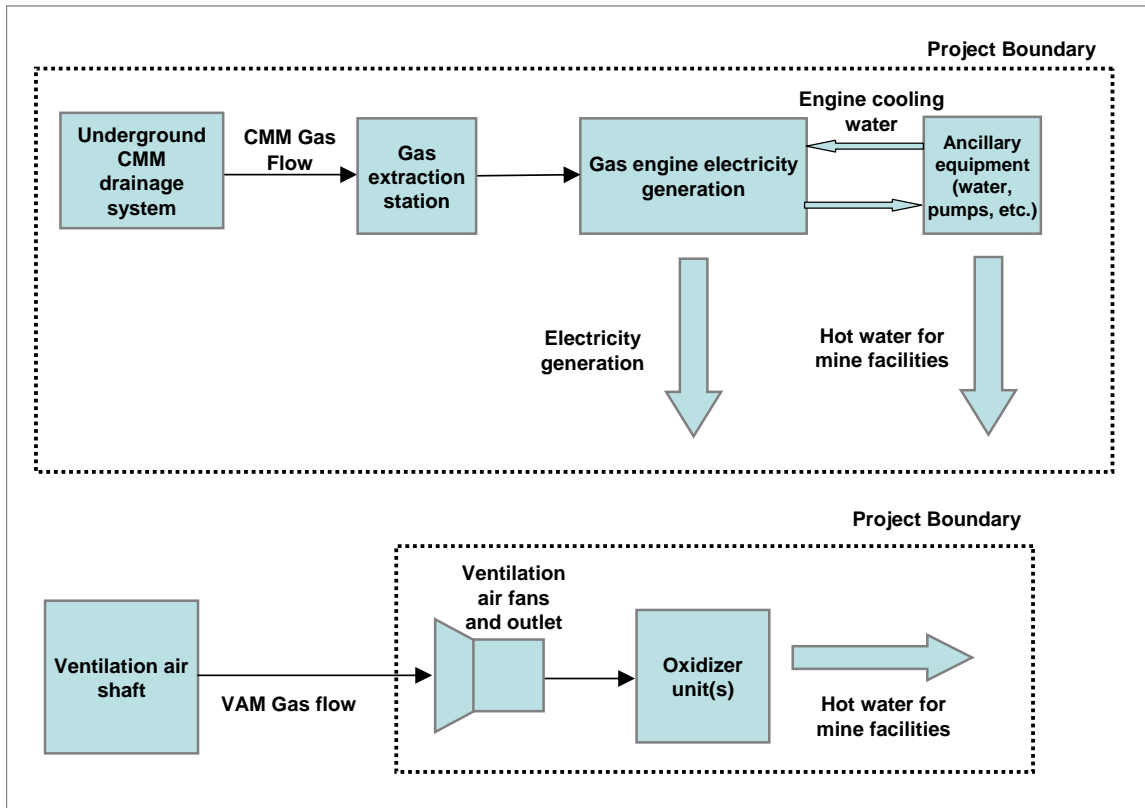 Project Boundary
Underground
CMM
drainage
system
CMM Gas
Flow
Gas
extraction
station
Gas engine electricity
generation
Engine cooling
water
Ancillary
equipment
(water,
pumps, etc.)
Electricity
generation
Hot water for
mine facilities
Project Boundary
Ventilation air
shaft
VAM Gas flow
Ventilation
air fans
and outlet
Oxidizer
unit(s)
Hot water for
mine facilities